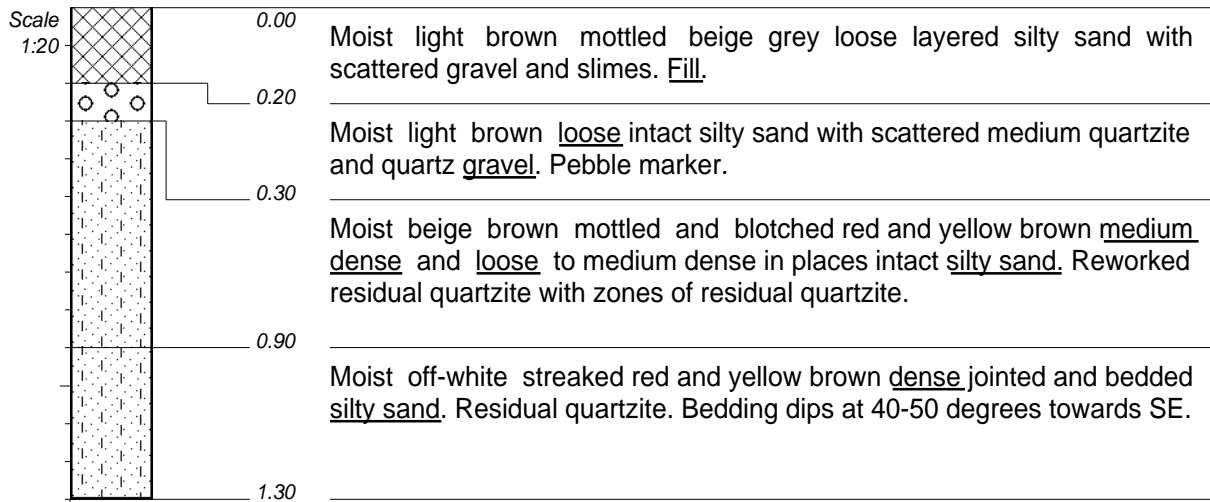 Scale
1:20
0.00
Moist light brown mottled beige grey loose layered silty sand with
scattered gravel and slimes. Fill.
0.20
Moist light brown loose intact silty sand with scattered medium quartzite
and quartz gravel. Pebble marker.
0.30
Moist beige brown mottled and blotched red and yellow brown medium
dense and loose to medium dense in places intact silty sand. Reworked
residual quartzite with zones of residual quartzite.
0.90
Moist off-white streaked red and yellow brown dense jointed and bedded
silty sand. Residual quartzite. Bedding dips at 40-50 degrees towards SE.
1.30